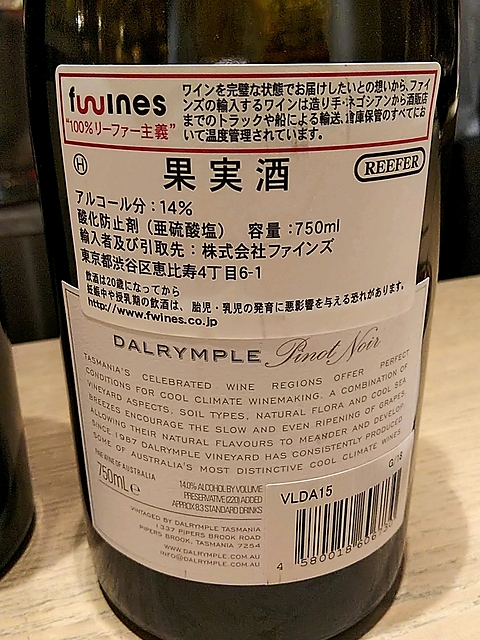 fwines
"100%リーファー主義"
ワインを完璧な状態でお届けしたいとの想いから、ファイ
ンズの輸入するワインは造り手・ネゴシアンから酒販店
までのトラックや船による輸送、倉庫保管のすべてにお
いて温度管理されています。
H
果実酒
REEFER
アルコール分：14%
酸化防止剤（亜硫酸塩） 容量：750ml
輸入者及び引取先：株式会社ファインズ
東京都渋谷区恵比寿4丁目6-1
飲酒は20歳になってから
妊娠中や授乳期の飲酒は、胎児・乳児の発育に悪影響を与える恐れがあります。
http://www.fwines.co.jp
DALRYMPLE Pinot Noir
TASMANIA'S CELEBRATED WINE REGIONS OFFER PERFECT
CONDITIONS FOR COOL CLIMATE WINEMAKING. A COMBINATION OF
VINEYARD ASPECTS, SOIL TYPES, NATURAL FLORA AND COOL SEA
BREEZES ENCOURAGE THE SLOW AND EVEN RIPENING OF GRAPES,
ALLOWING THEIR NATURAL FLAVOURS TO MEANDER AND DEVELOP.
SINCE 1987 DALRYMPLE VINEYARD HAS CONSISTENTLY PRODUCED
SOME OF AUSTRALIA'S MOST DISTINCTIVE COOL CLIMATE WINES.
FINE WINE OF AUSTRALIA
750mL e
14.0% ALCOHOL BY VOLUME
PRESERVATIVE (220) ADDED
APPROX 8.3 STANDARD DRINKS
VINTAGED BY DALRYMPLE TASMANIA
1337 PIPERS BROOK ROAD
PIPERS BROOK, TASMANIA 7254
WWW.DALRYMPLE.COM.AU
INFO@DALRYMPLE.COM.AU
G/18
VLDA15